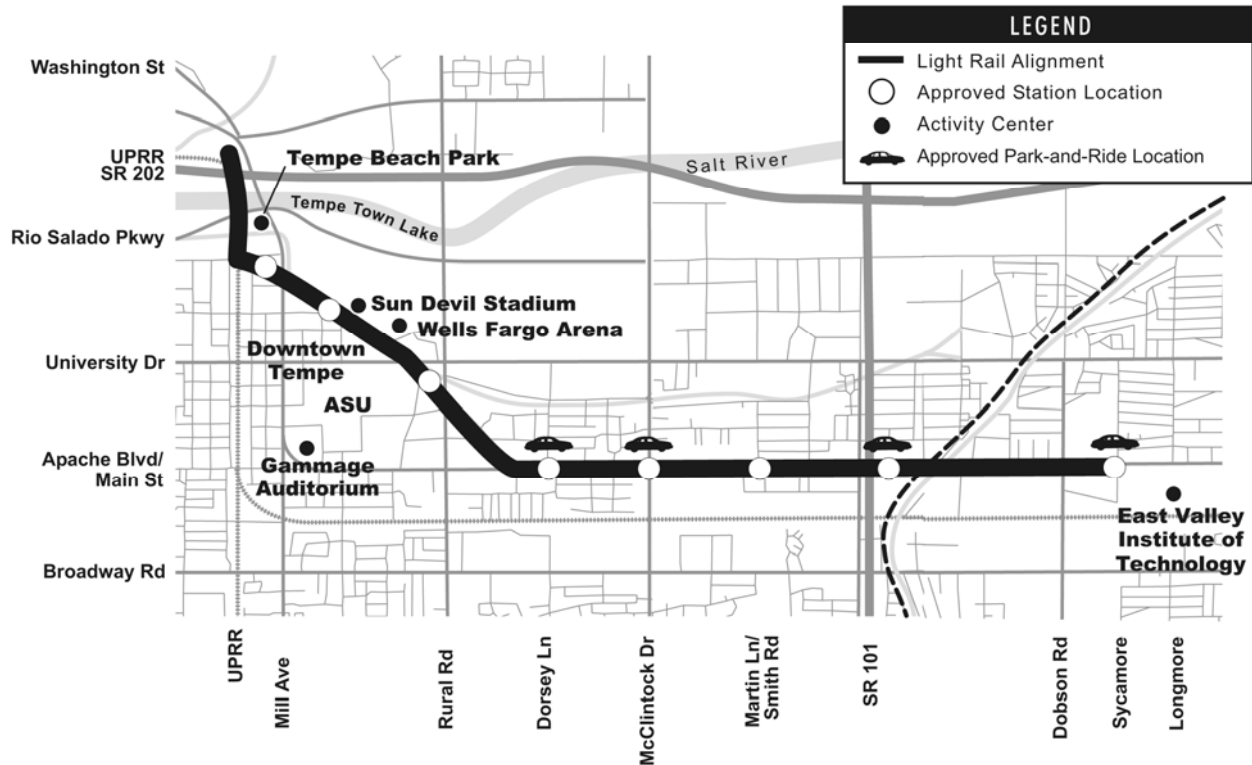 LEGEND
Light Rail Alignment
Approved Station Location
Activity Center
Approved Park-and-Ride Location
Washington St
UPRR
SR 202
Rio Salado Pkwy
University Dr
Apache Blvd/
Main St
Broadway Rd
Tempe Beach Park
Salt River
Tempe Town
Lake
Sun Devil Stadium
Wells Fargo Arena
Downtown
Tempe
ASU
Gammage
Auditorium
East Valley
Institute of
Technology
UPRR
Mill Ave
Rural Rd
Dorsey Ln
McClintock Dr
Martin Ln/
Smith Rd
SR 101
Dobson Rd
Sycamore
Longmore